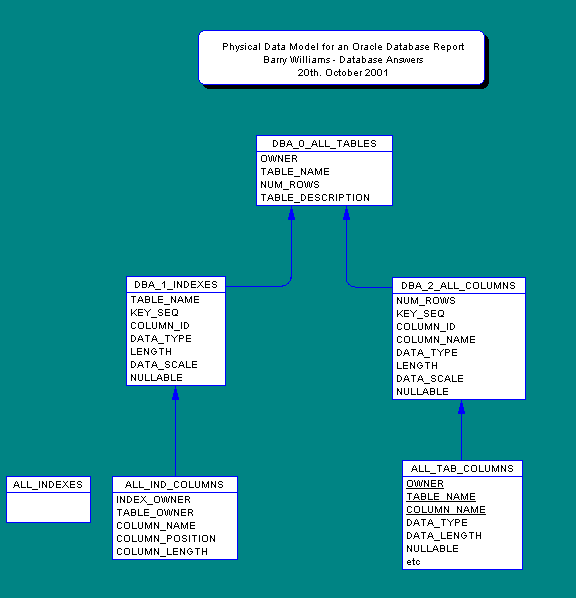 Physical Data Model for an Oracle Database Report
Barry Williams - Database Answers
20th. October 2001
DBA_0_ALL_TABLES
OWNER
TABLE_NAME
NUM_ROWS
TABLE_DESCRIPTION
DBA_1_INDEXES
TABLE_NAME
KEY_SEQ
COLUMN_ID
DATA_TYPE
LENGTH
DATA_SCALE
NULLABLE
DBA_2_ALL_COLUMNS
NUM_ROWS
KEY_SEQ
COLUMN_ID
COLUMN_NAME
DATA_TYPE
LENGTH
DATA_SCALE
NULLABLE
ALL_INDEXES
ALL_IND_COLUMNS
INDEX_OWNER
TABLE_OWNER
COLUMN_NAME
COLUMN_POSITION
COLUMN_LENGTH
ALL_TAB_COLUMNS
OWNER
TABLE_NAME
COLUMN_NAME
DATA_TYPE
DATA_LENGTH
NULLABLE
etc